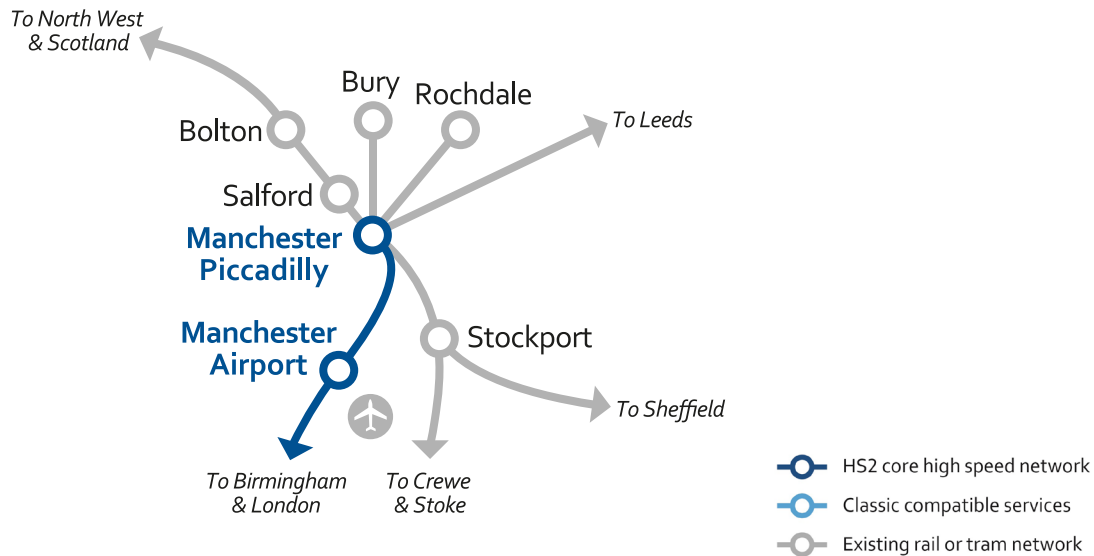 To North West
& Scotland
Bury
Rochdale
To Leeds
Bolton
Salford
Manchester
Piccadilly
Manchester
Airport
Stockport
To Sheffield
To Birmingham
& London
To Crewe
& Stoke
HS2 core high speed network
Classic compatible services
Existing rail or tram network